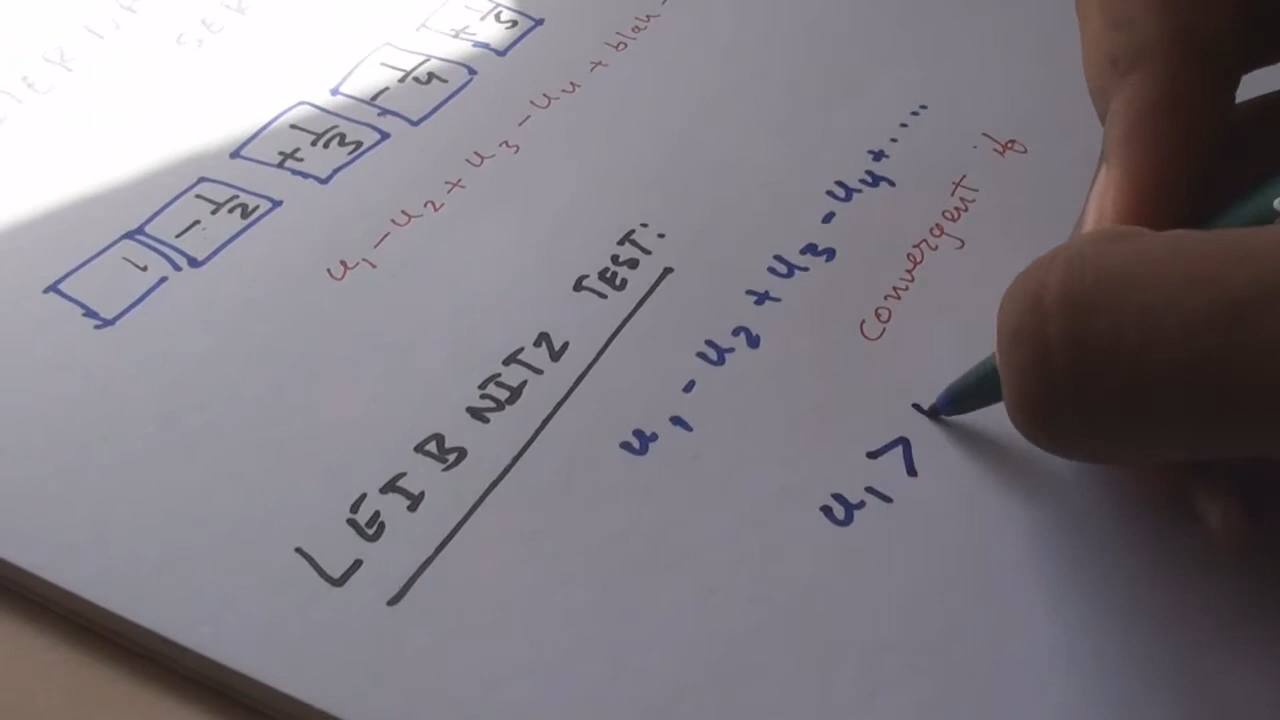 1 -1/2 +1/3 -1/4 +1/5
u₁ - u₂ + u₃ - u₄ + blah -
LEIBNITZ TEST:
u₁ - u₂ + u₃ - u₄ + .....
convergent if
u₁ >